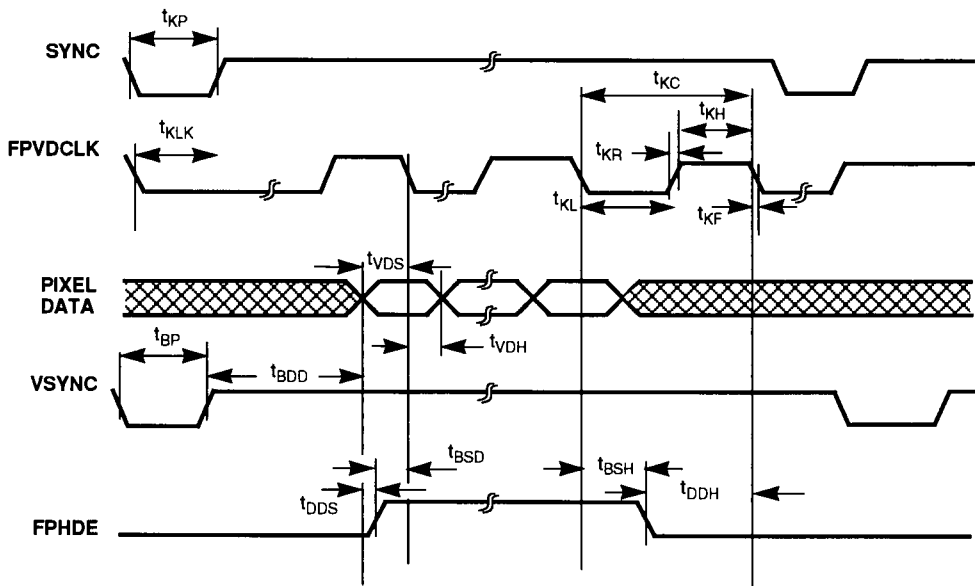 SYNC
tKP
tKC
tKH
FPVDCLK
tKLK
tKR
tKL
tKF
PIXEL
DATA
tVDS
tVDH
VSYNC
tBP
tBDD
tBSD
tBSH
tDDS
tDDH
FPHDE